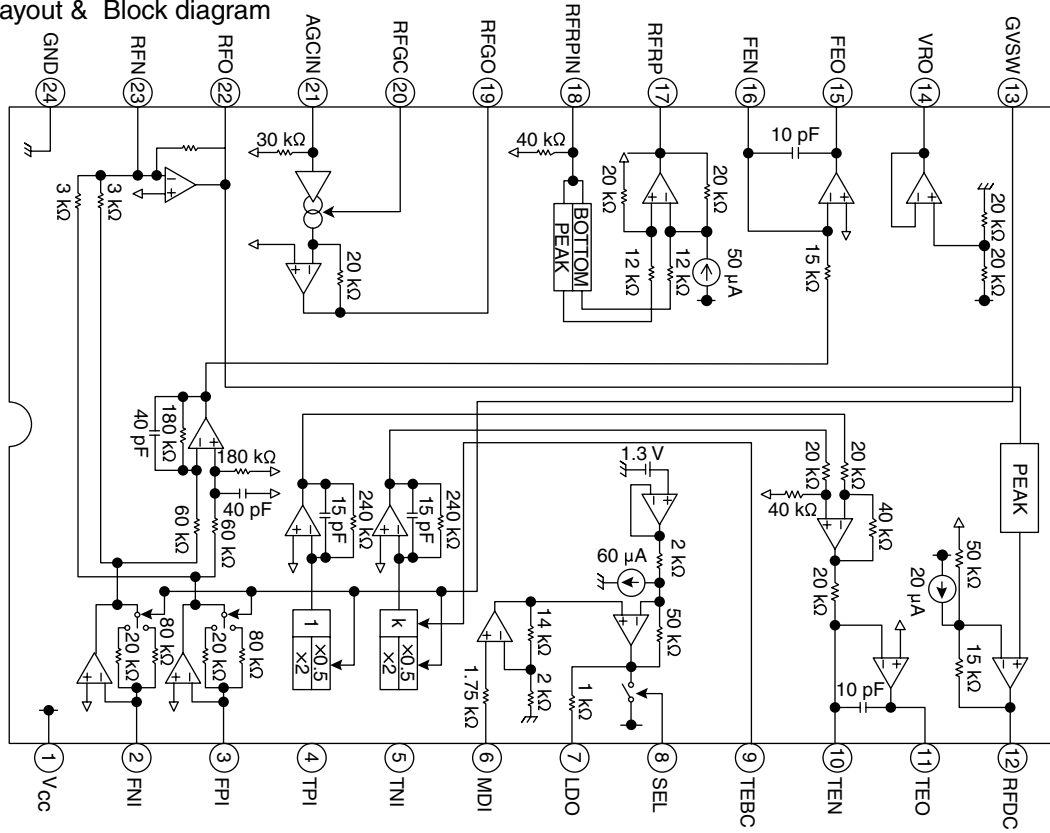 ayout & Block diagram
GND 24
RFN 23
RFO 22
AGCIN 21
RFGC 20
RFGO 19
RFRPIN 18
RFRP 17
FEN 16
FEO 15
VRO 14
GVSW 13
3 kΩ
3 kΩ
30 kΩ
20 kΩ
40 kΩ
PEAK
BOTTOM
20 kΩ
12 kΩ
12 kΩ
20 kΩ
50 µA
10 pF
15 kΩ
20 kΩ
20 kΩ
40 pF
180 kΩ
180 kΩ
40 pF
60 kΩ
60 kΩ
15 pF
240 kΩ
15 pF
240 kΩ
1.3 V
2 kΩ
60 µA
50 kΩ
14 kΩ
2 kΩ
1.75 kΩ
1 kΩ
20 kΩ
20 kΩ
40 kΩ
40 kΩ
20 kΩ
10 pF
PEAK
50 kΩ
20 µA
15 kΩ
20 kΩ
80 kΩ
20 kΩ
80 kΩ
1
×0.5
×2
k
×0.5
×2
1 Vcc
2 FNI
3 FPI
4 TPI
5 TNI
6 MDI
7 LDO
8 SEL
9 TEBC
10 TEN
11 TEO
12 RFDC